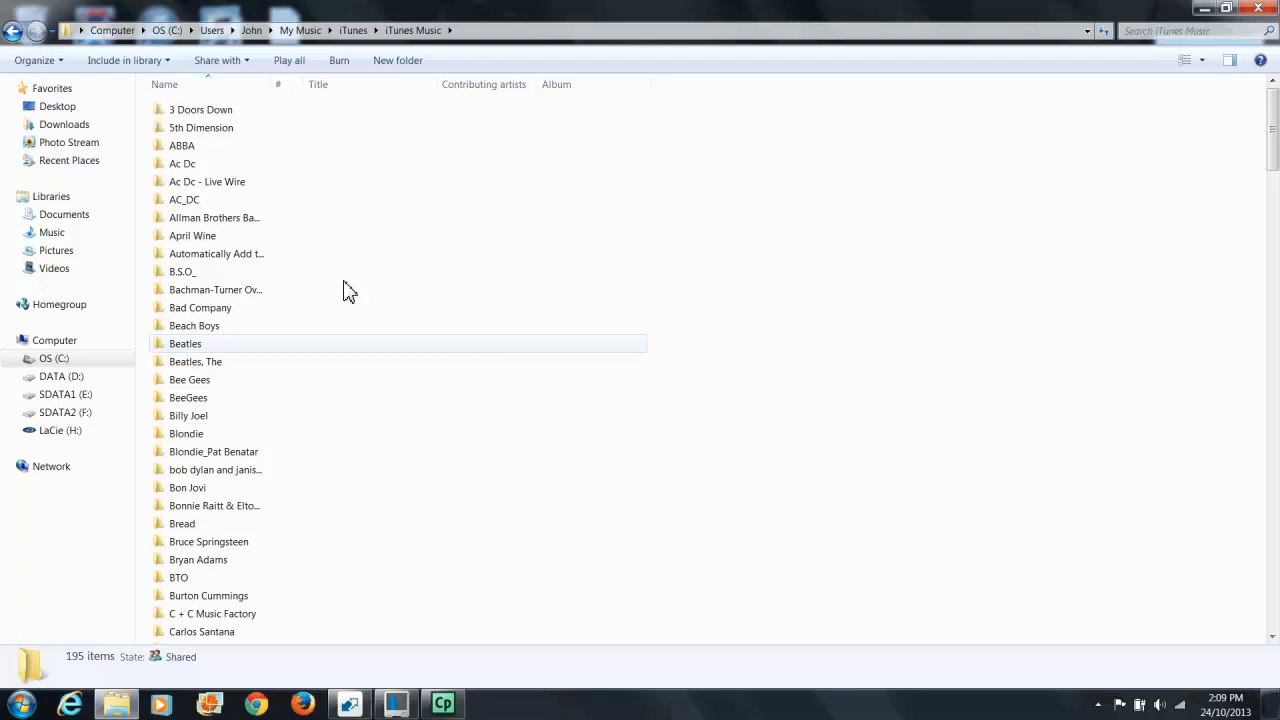 Computer OS (C:) Users John My Music iTunes iTunes Music
Search iTunes Music
Organize Include in library Share with Play all Burn New folder
Name # Title Contributing artists Album
Favorites
Desktop
Downloads
Photo Stream
Recent Places
Libraries
Documents
Music
Pictures
Videos
Homegroup
Computer
OS (C:)
DATA (D:)
SDATA1 (E:)
SDATA2 (F:)
LaCie (H:)
Network
3 Doors Down
5th Dimension
ABBA
Ac Dc
Ac Dc - Live Wire
AC_DC
Allman Brothers Ba...
April Wine
Automatically Add t...
B.S.O_
Bachman-Turner Ov...
Bad Company
Beach Boys
Beatles
Beatles, The
Bee Gees
BeeGees
Billy Joel
Blondie
Blondie_Pat Benatar
bob dylan and janis...
Bon Jovi
Bonnie Raitt & Elto...
Bread
Bruce Springsteen
Bryan Adams
BTO
Burton Cummings
C + C Music Factory
Carlos Santana
195 items State: Shared
Cp
2:09 PM
24/10/2013